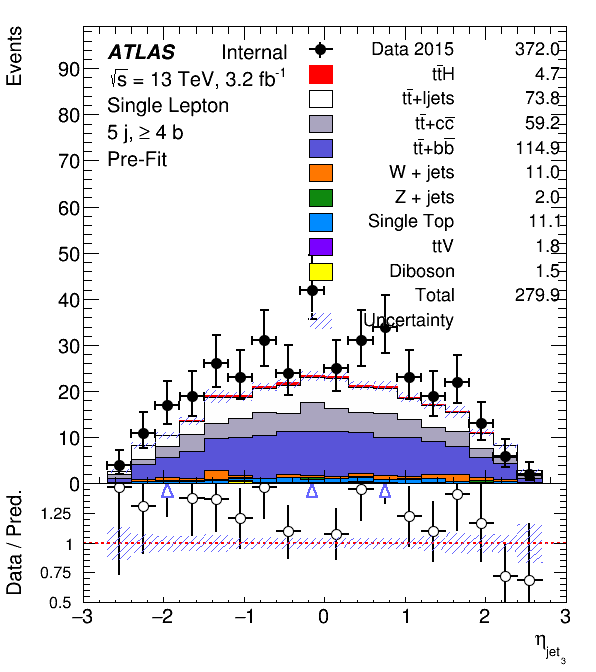 Events
ATLAS Internal
√s = 13 TeV, 3.2 fb⁻¹
Single Lepton
5 j, ≥ 4 b
Pre-Fit
Data 2015 372.0
tt̄H 4.7
tt̄+ljets 73.8
tt̄+cc̄ 59.2
tt̄+bb̄ 114.9
W + jets 11.0
Z + jets 2.0
Single Top 11.1
ttV 1.8
Diboson 1.5
Total 279.9
Uncertainty
90
80
70
60
50
40
30
20
10
0
Data / Pred.
1.25
1
0.75
0.5
−3 −2 −1 0 1 2 3
η_jet_3